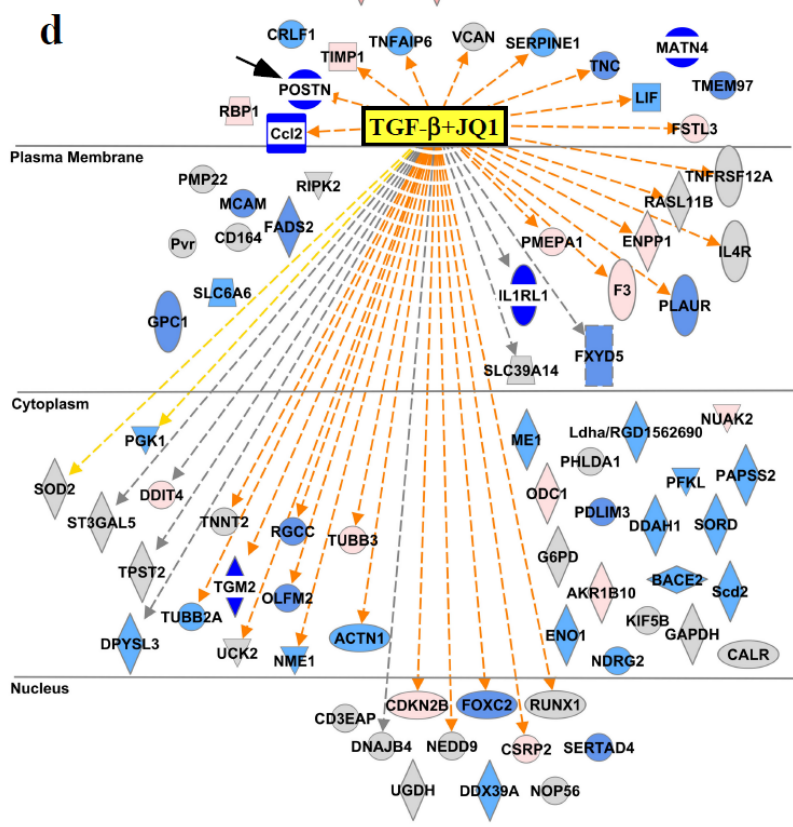 d
CRLF1
TIMP1
TNFAIP6
VCAN
SERPINE1
MATN4
TNC
TMEM97
POSTN
LIF
RBP1
Ccl2
TGF-β+JQ1
FSTL3
Plasma Membrane
PMP22
RIPK2
TNFRSF12A
MCAM
RASL11B
FADS2
Pvr
CD164
PMEPA1
ENPP1
IL4R
SLC6A6
IL1RL1
F3
GPC1
PLAUR
FXYD5
SLC39A14
Cytoplasm
PGK1
ME1
Ldha/RGD1562690
NUAK2
PHLDA1
SOD2
DDIT4
ODC1
PFKL
PAPSS2
ST3GAL5
TNNT2
RGCC
TUBB3
PDLIM3
DDAH1
SORD
TPST2
G6PD
TGM2
OLFM2
AKR1B10
BACE2
Scd2
TUBB2A
KIF5B
DPYSL3
UCK2
NME1
ACTN1
ENO1
GAPDH
NDRG2
CALR
Nucleus
CD3EAP
CDKN2B
FOXC2
RUNX1
DNAJB4
NEDD9
CSRP2
SERTAD4
UGDH
DDX39A
NOP56